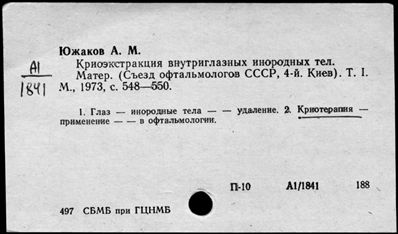 Южаков А. М.
А1
1841
Криоэкстракция внутриглазных инородных тел.
Матер. (Съезд офтальмологов СССР, 4-й. Киев). Т. I.
М., 1973, с. 548—550.
1. Глаз — инородные тела — — удаление. 2. Криотерапия —
применение — — в офтальмологии.
П-10 А1/1841 188
497 СБМБ при ГЦНМБ